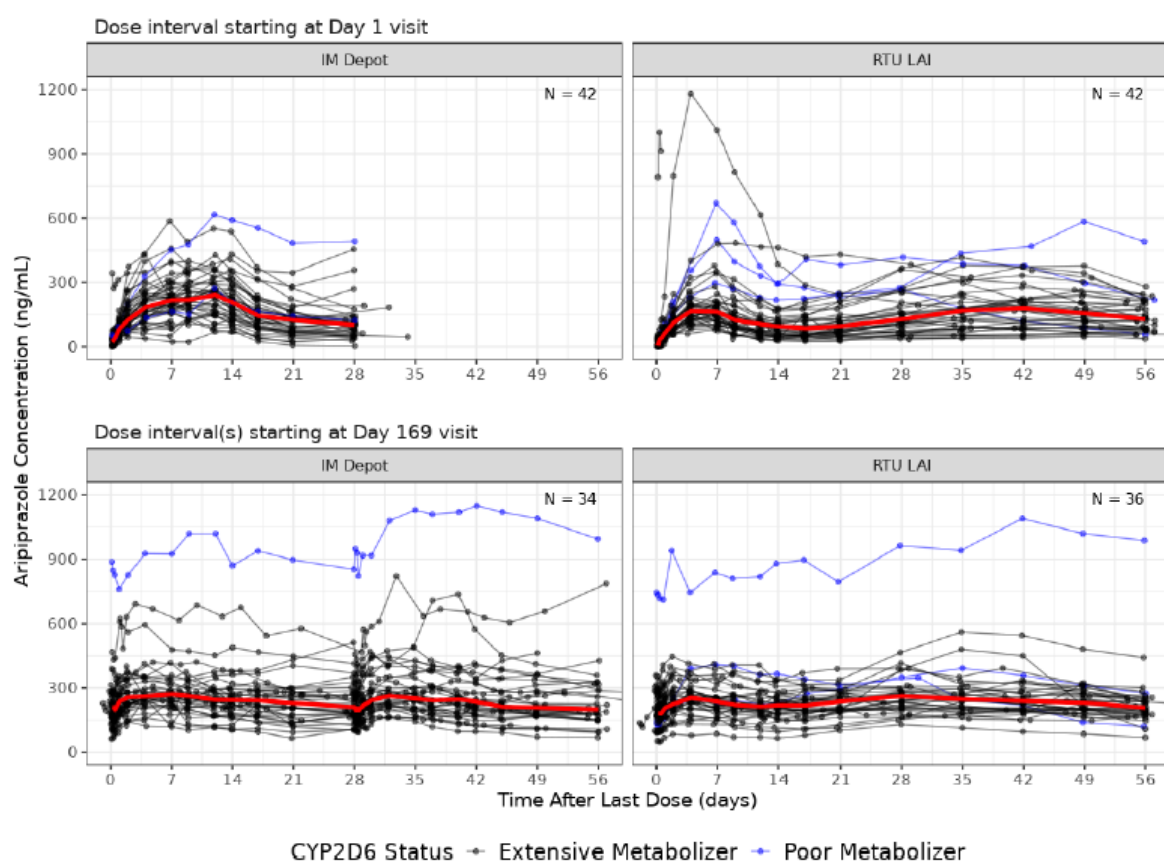 Dose interval starting at Day 1 visit
IM Depot RTU LAI
N = 42 N = 42
1200
900
600
300
0
0 7 14 21 28 35 42 49 56 0 7 14 21 28 35 42 49 56
Aripiprazole Concentration (ng/mL)
Dose interval(s) starting at Day 169 visit
IM Depot RTU LAI
N = 34 N = 36
1200
900
600
300
0
0 7 14 21 28 35 42 49 56 0 7 14 21 28 35 42 49 56
Time After Last Dose (days)
CYP2D6 Status Extensive Metabolizer Poor Metabolizer